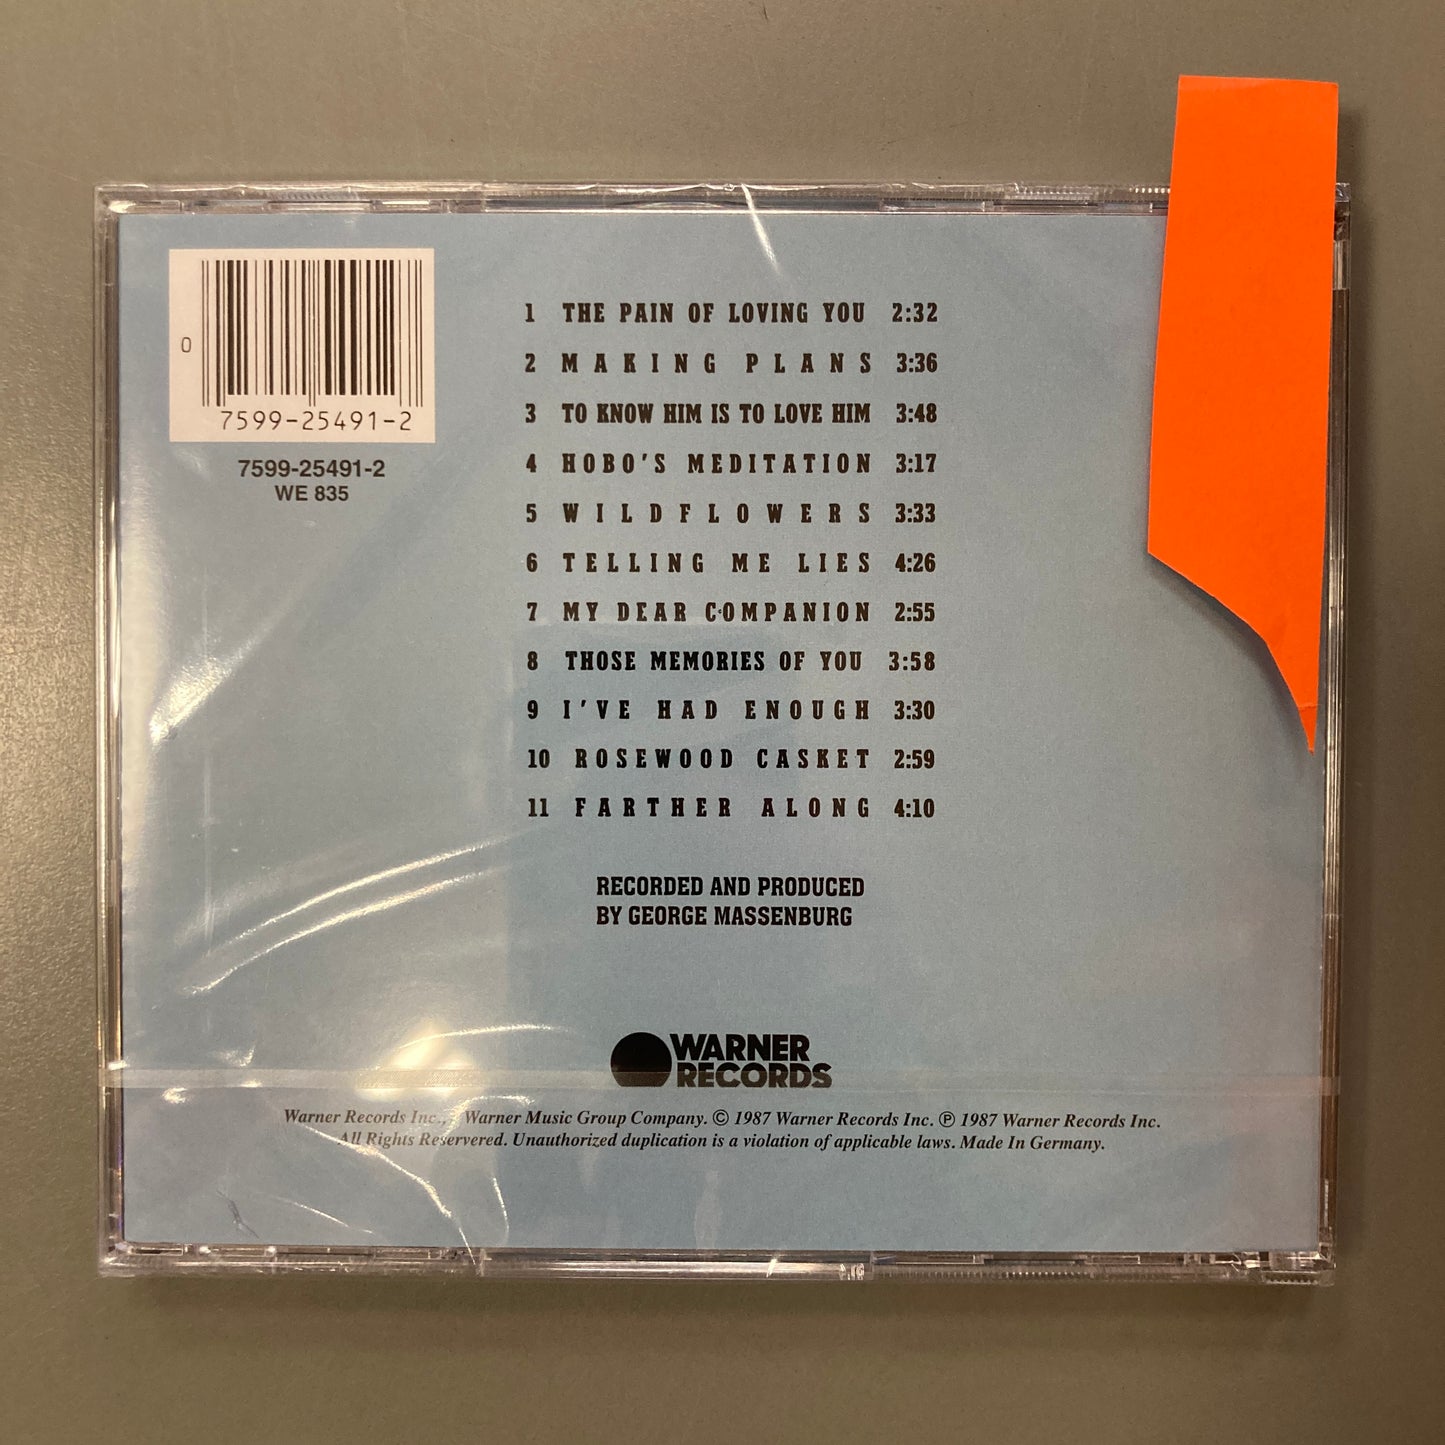 0
7599-25491-2
7599-25491-2
WE 835
1 THE PAIN OF LOVING YOU 2:32
2 MAKING PLANS 3:36
3 TO KNOW HIM IS TO LOVE HIM 3:48
4 HOBO'S MEDITATION 3:17
5 WILDFLOWERS 3:33
6 TELLING ME LIES 4:26
7 MY DEAR COMPANION 2:55
8 THOSE MEMORIES OF YOU 3:58
9 I'VE HAD ENOUGH 3:30
10 ROSEWOOD CASKET 2:59
11 FARTHER ALONG 4:10
RECORDED AND PRODUCED
BY GEORGE MASSENBURG
WARNER
RECORDS
Warner Records Inc., Warner Music Group Company. © 1987 Warner Records Inc. ℗ 1987 Warner Records Inc.
All Rights Reservered. Unauthorized duplication is a violation of applicable laws. Made In Germany.